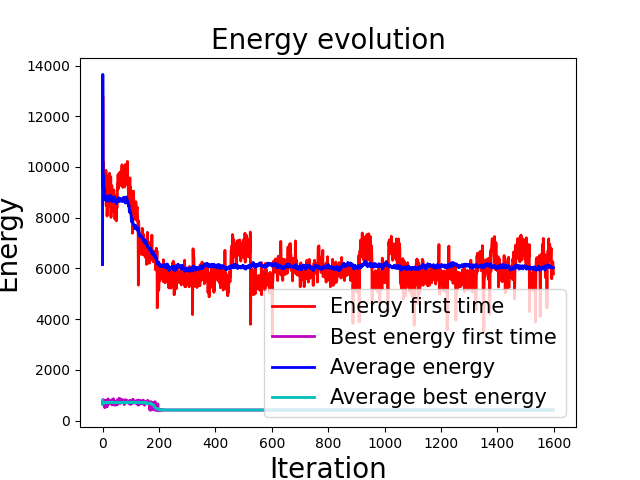 Energy evolution
Energy
14000
12000
10000
8000
6000
4000
2000
0
Energy first time
Best energy first time
Average energy
Average best energy
0 200 400 600 800 1000 1200 1400 1600
Iteration